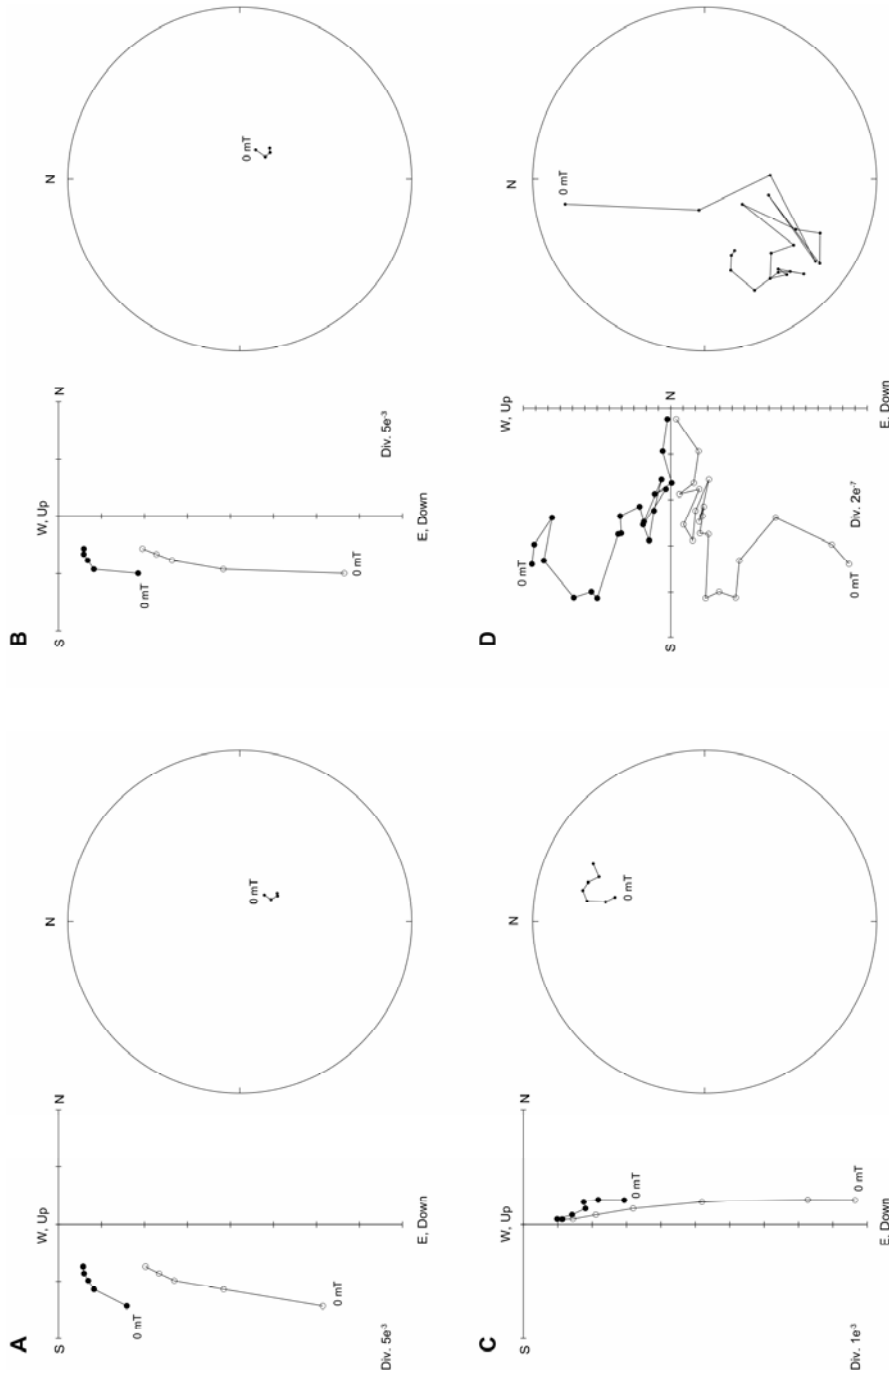 A
W, Up
S
N
0 mT
0 mT
E, Down
Div. 5e⁻³
N
0 mT
B
W, Up
S
N
0 mT
0 mT
E, Down
Div. 5e⁻³
N
0 mT
C
W, Up
S
N
0 mT
0 mT
E, Down
Div. 1e⁻³
N
0 mT
D
W, Up
S
N
0 mT
0 mT
E, Down
Div. 2e⁻⁷
N
0 mT